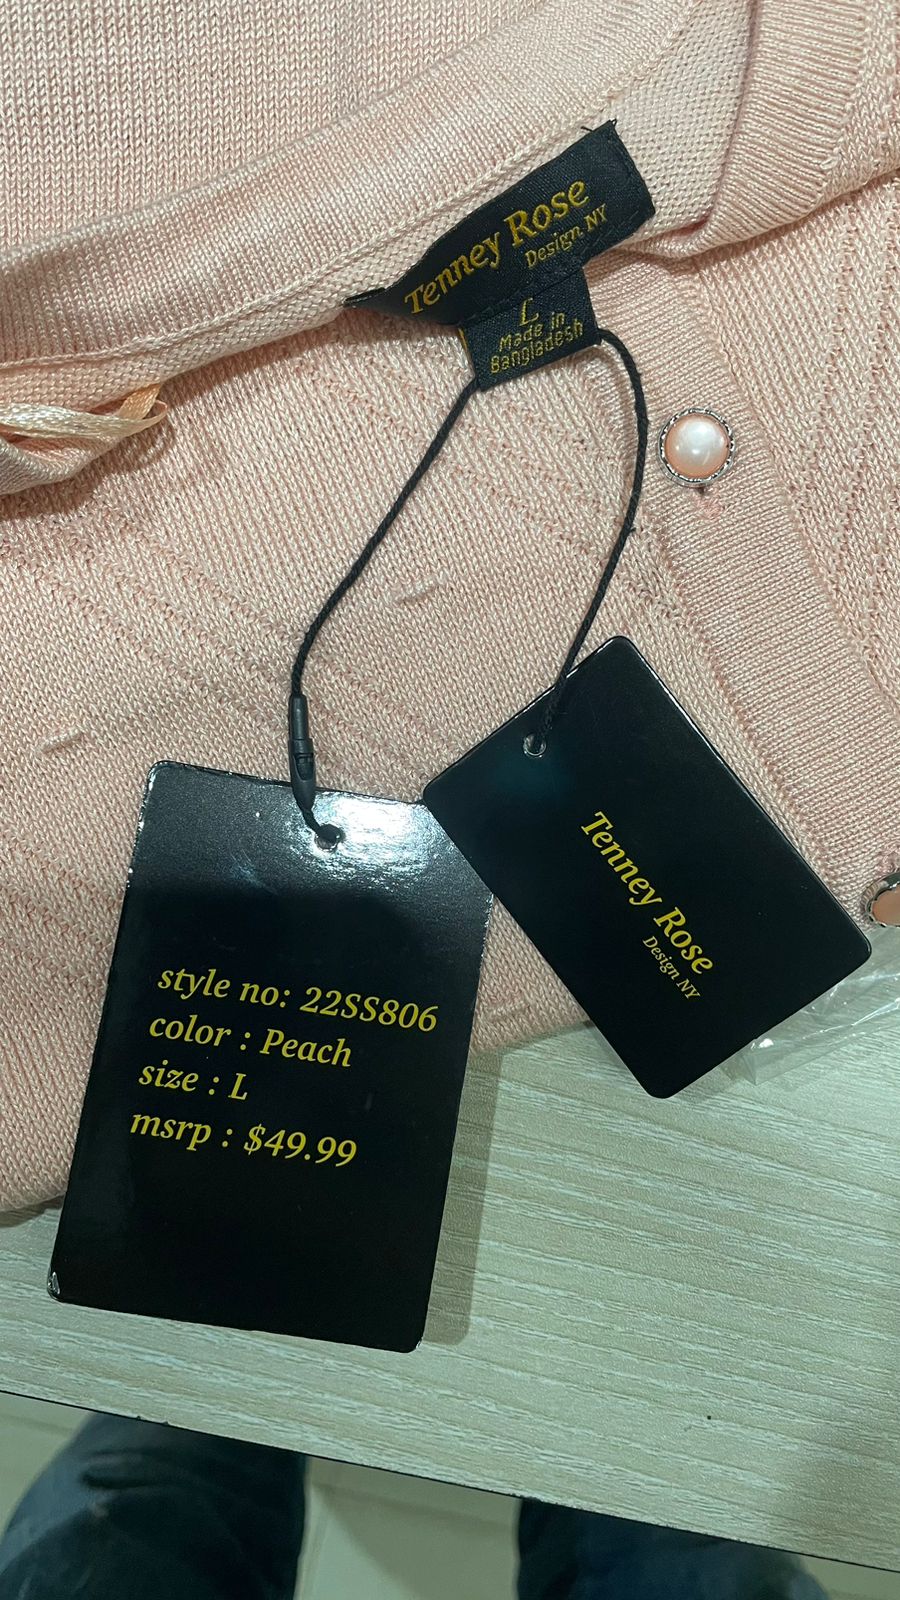 Tenney Rose
Design NY
L
Made in
Bangladesh
Tenney Rose
Design NY
style no: 22SS806
color : Peach
size : L
msrp : $49.99